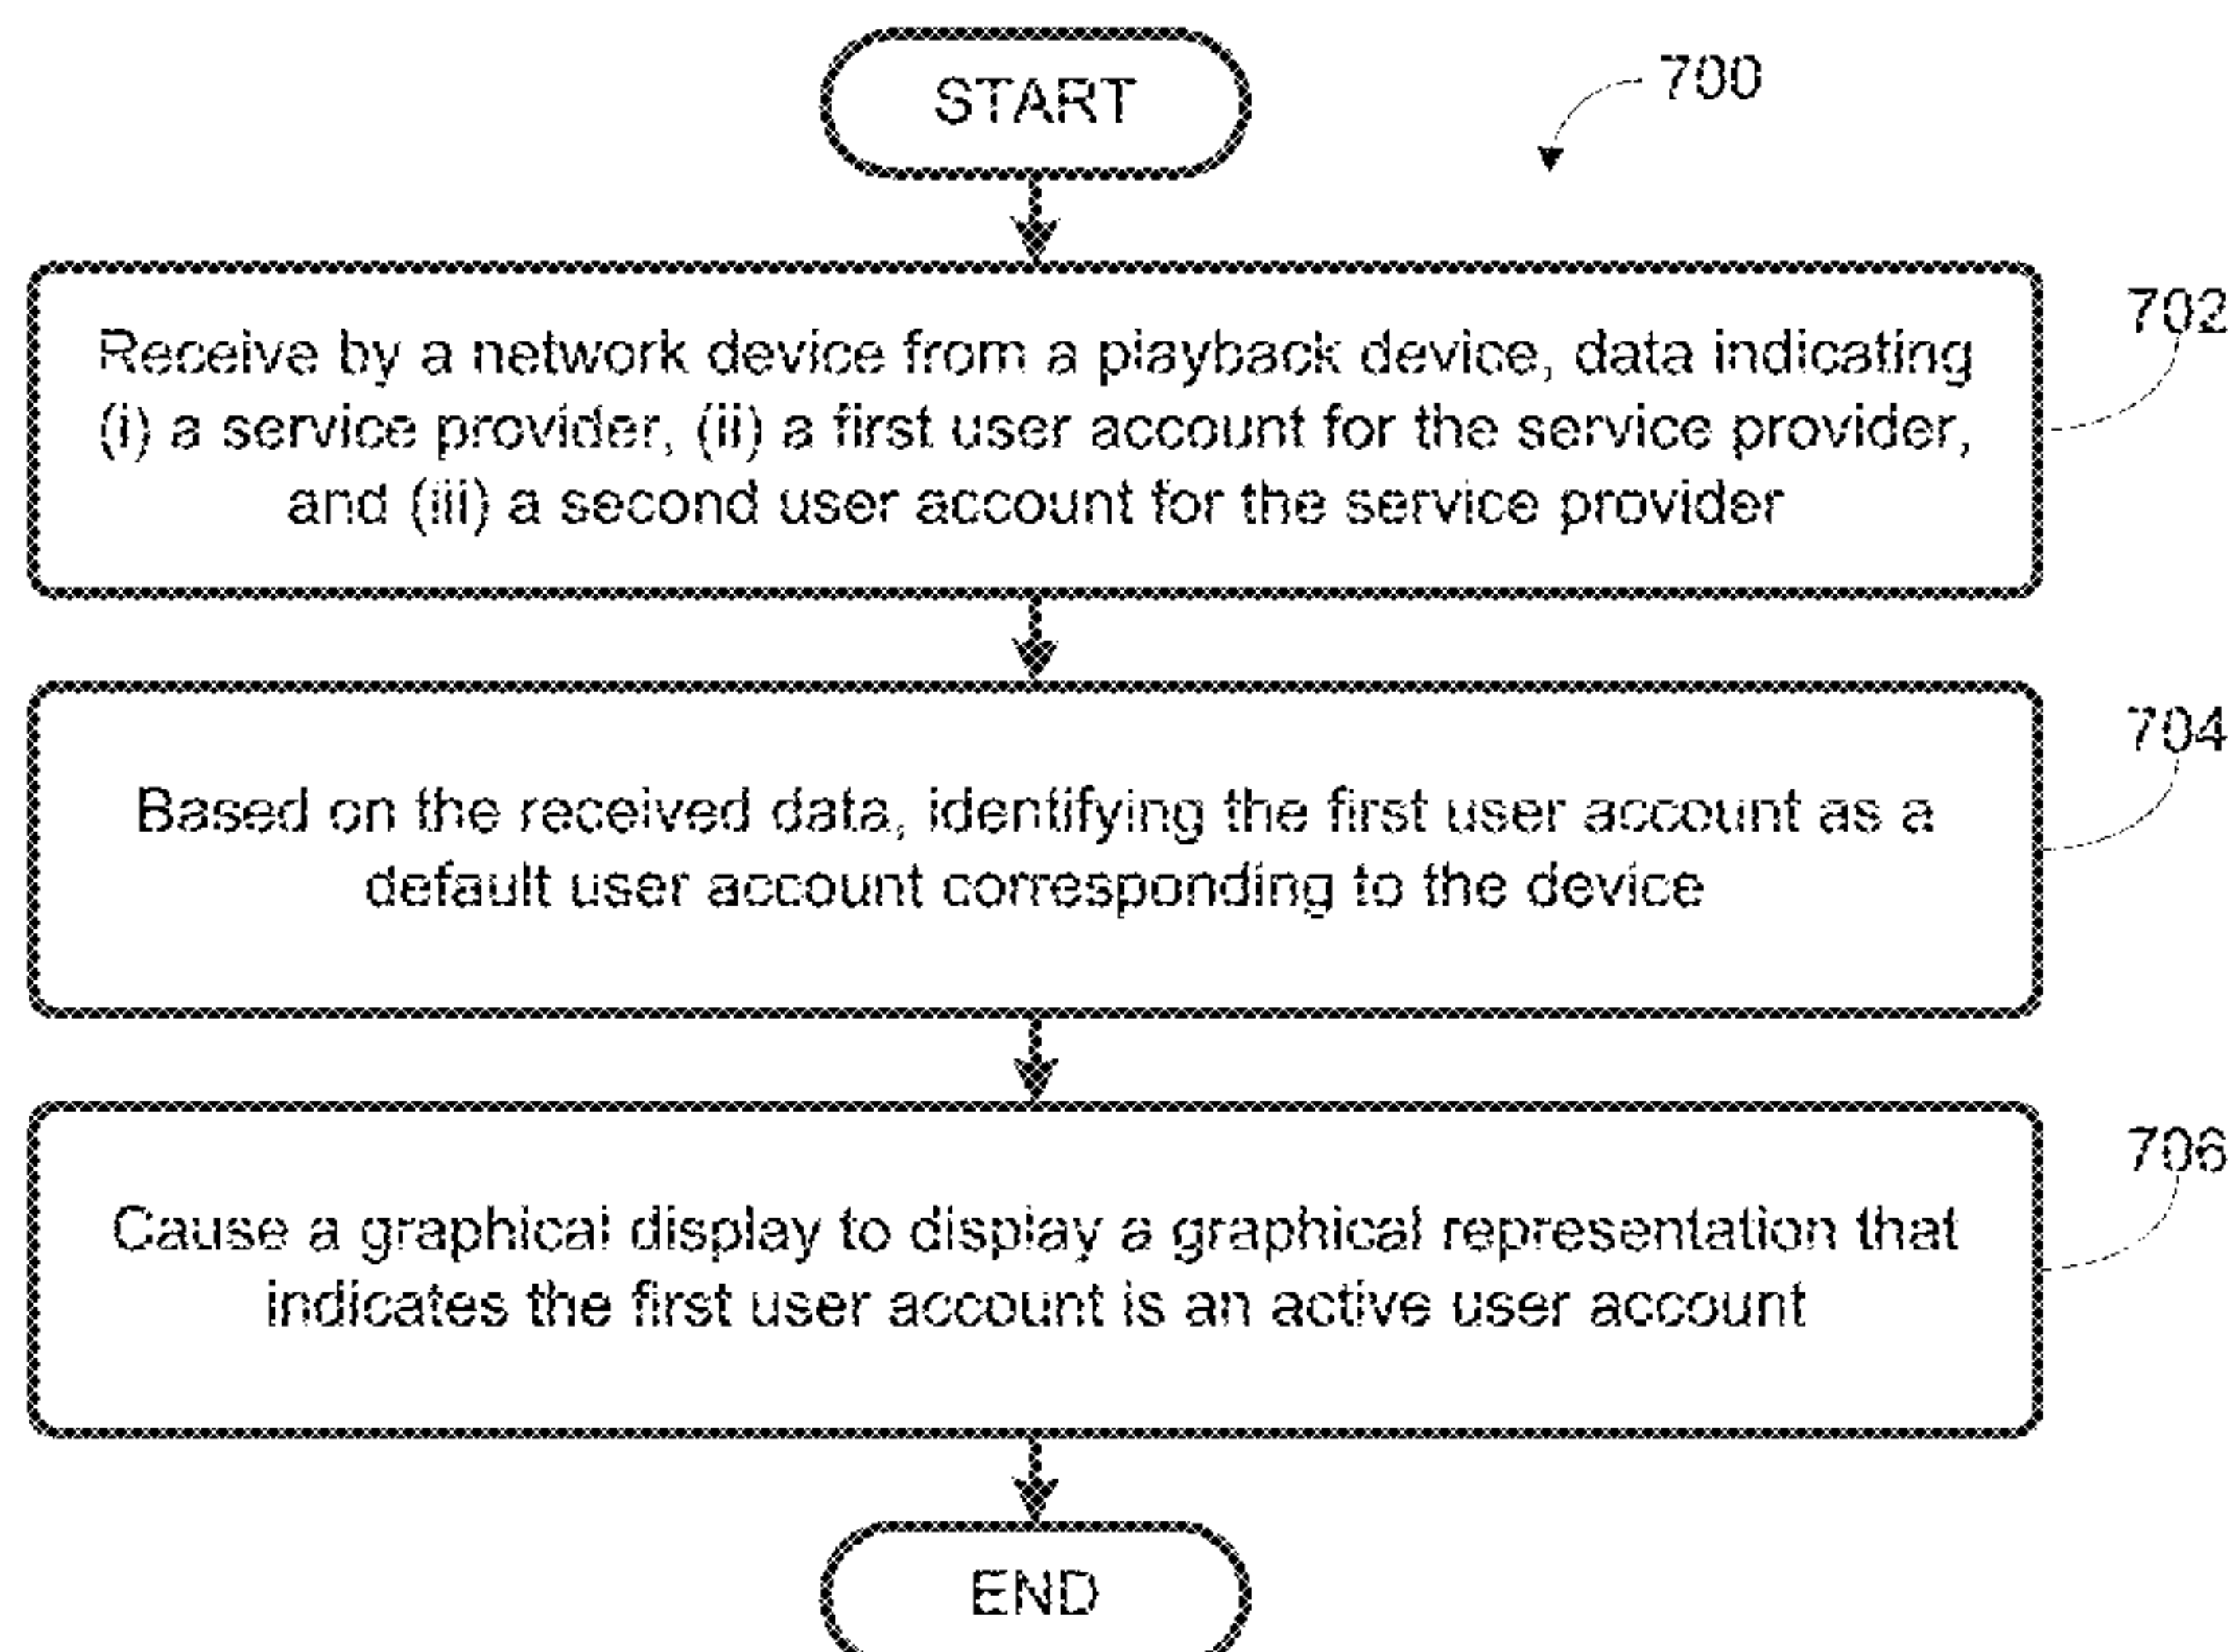 START
700
Receive by a network device from a playback device, data indicating
(i) a service provider, (ii) a first user account for the service provider,
and (iii) a second user account for the service provider
702
Based on the received data, identifying the first user account as a
default user account corresponding to the device
704
Cause a graphical display to display a graphical representation that
indicates the first user account is an active user account
706
END